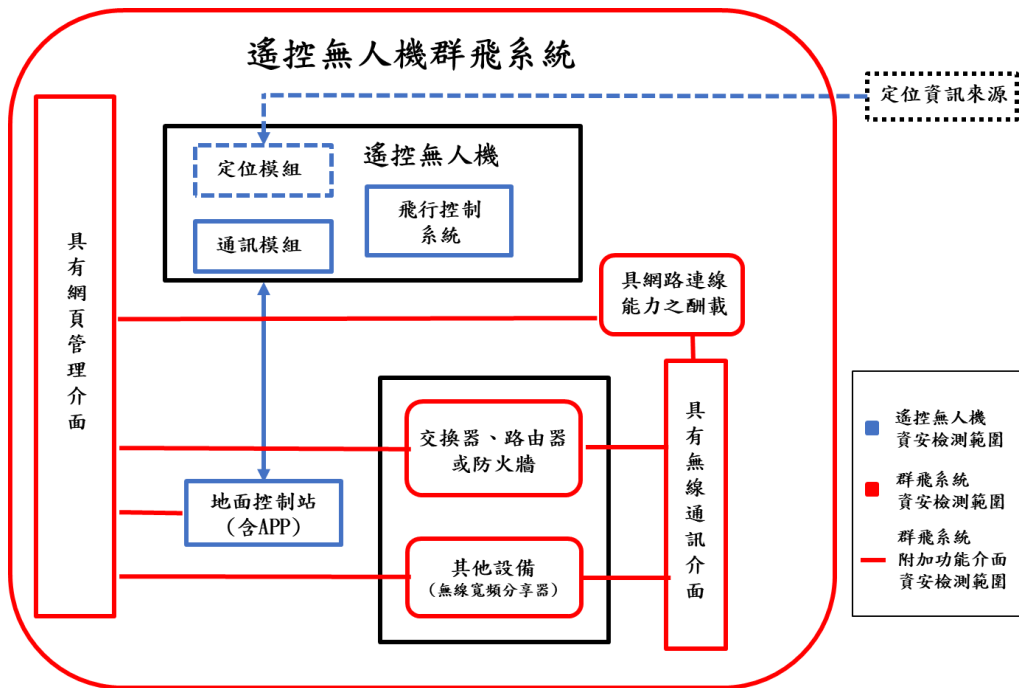 遙控無人機群飛系統
定位資訊來源
遙控無人機
定位模組
飛行控制
系統
通訊模組
具有網頁管理介面
具網路連線
能力之酬載
交換器、路由器
或防火牆
具有無線通訊介面
地面控制站
(含APP)
其他設備
(無線寬頻分享器)
遙控無人機
資安檢測範圍
群飛系統
資安檢測範圍
群飛系統
附加功能介面
資安檢測範圍